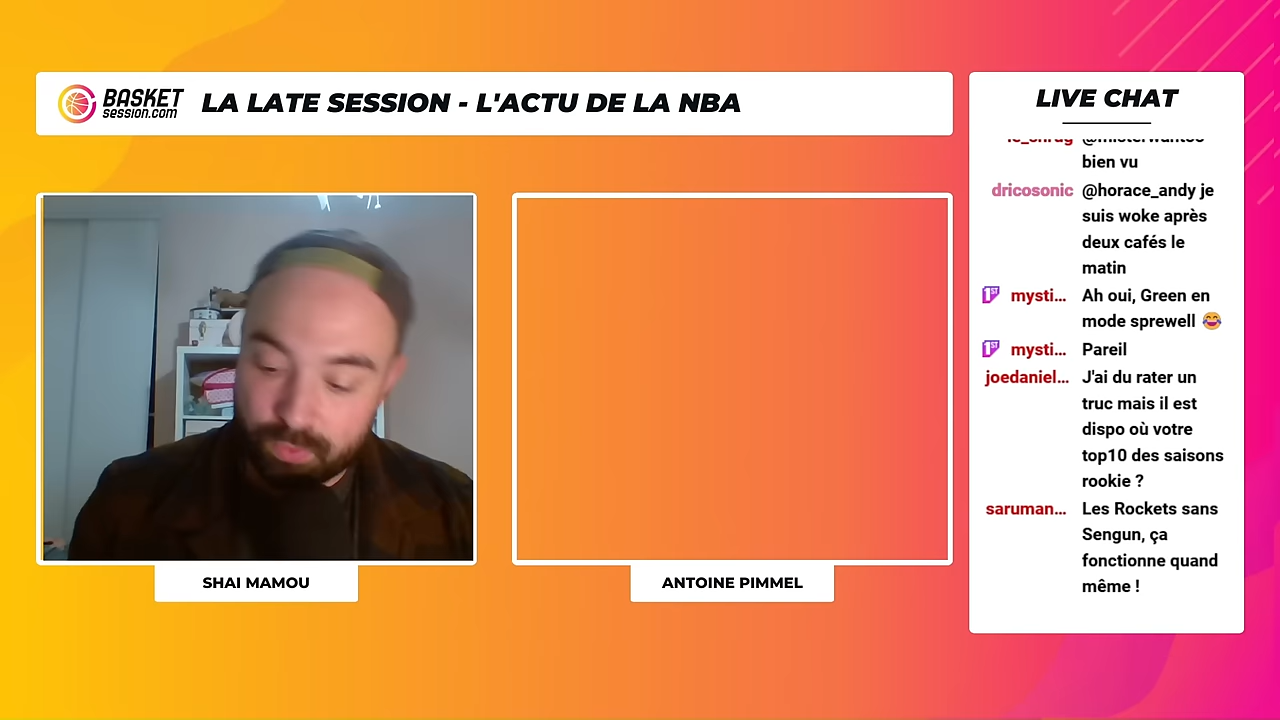 BASKET
session.com
LA LATE SESSION - L'ACTU DE LA NBA
LIVE CHAT
bien vu
dricosonic @horace_andy je
suis woke après
deux cafés le
matin
mysti... Ah oui, Green en
mode sprewell 😂
mysti... Pareil
joedaniel... J'ai du rater un
truc mais il est
dispo où votre
top10 des saisons
rookie ?
saruman... Les Rockets sans
Sengun, ça
fonctionne quand
même !
SHAI MAMOU
ANTOINE PIMMEL